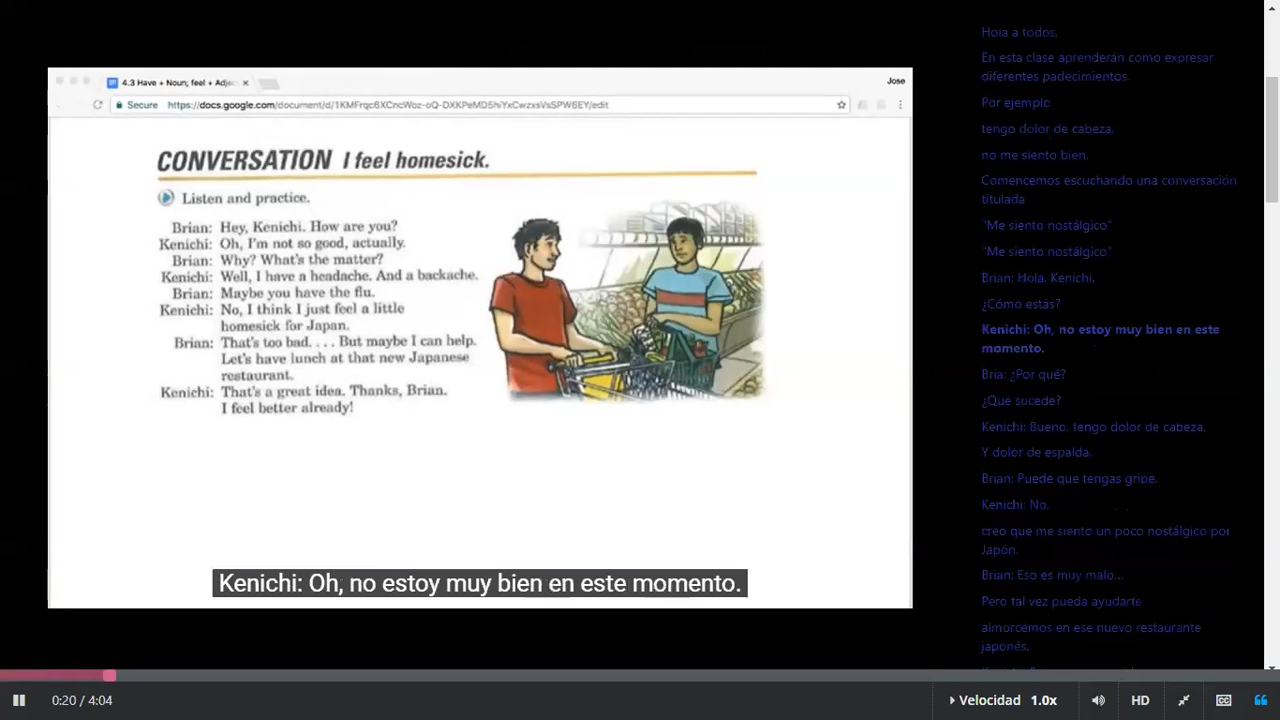 4.3 Have + Noun; feel + Adje
Jose
Secure
https://docs.google.com/document/d/
CONVERSATION I feel homesick.
Listen and practice.
Brian: Hey, Kenichi. How are you?
Kenichi: Oh, I'm not so good, actually.
Brian: Why? What's the matter?
Kenichi: Well, I have a headache. And a backache.
Brian: Maybe you have the flu.
Kenichi: No, I think I just feel a little
homesick for Japan.
Brian: That's too bad. . . . But maybe I can help.
Let's have lunch at that new Japanese
restaurant.
Kenichi: That's a great idea. Thanks, Brian.
I feel better already!
Kenichi: Oh, no estoy muy bien en este momento.
Hola a todos.
En esta clase aprenderán como expresar
diferentes padecimientos.
Por ejemplo
tengo dolor de cabeza.
no me siento bien.
Comencemos escuchando una conversación
titulada
"Me siento nostálgico"
"Me siento nostálgico"
Brian: Hola, Kenichi.
¿Cómo estás?
Kenichi: Oh, no estoy muy bien en este
momento.
Bria: ¿Por qué?
¿Qué sucede?
Kenichi: Bueno, tengo dolor de cabeza.
Y dolor de espalda.
Brian: Puede que tengas gripe.
Kenichi: No,
creo que me siento un poco nostálgico por
Japón.
Brian: Eso es muy malo...
Pero tal vez pueda ayudarte
almorcemos en ese nuevo restaurante
japonés.
0:20 / 4:04
Velocidad 1.0x
HD
CC